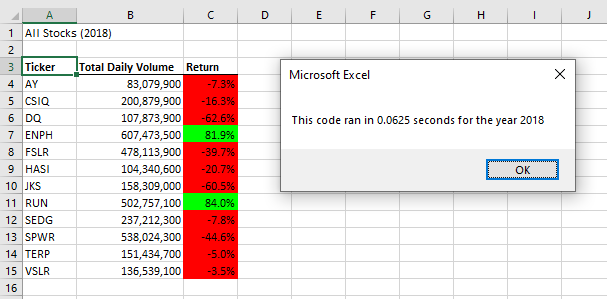 A B C D E F G H I J
1 All Stocks (2018)
2
3 Ticker Total Daily Volume Return
4 AY 83,079,900 -7.3%
5 CSIQ 200,879,900 -16.3%
6 DQ 107,873,900 -62.6%
7 ENPH 607,473,500 81.9%
8 FSLR 478,113,900 -39.7%
9 HASI 104,340,600 -20.7%
10 JKS 158,309,000 -60.5%
11 RUN 502,757,100 84.0%
12 SEDG 237,212,300 -7.8%
13 SPWR 538,024,300 -44.6%
14 TERP 151,434,700 -5.0%
15 VSLR 136,539,100 -3.5%
16
Microsoft Excel
This code ran in 0.0625 seconds for the year 2018
OK